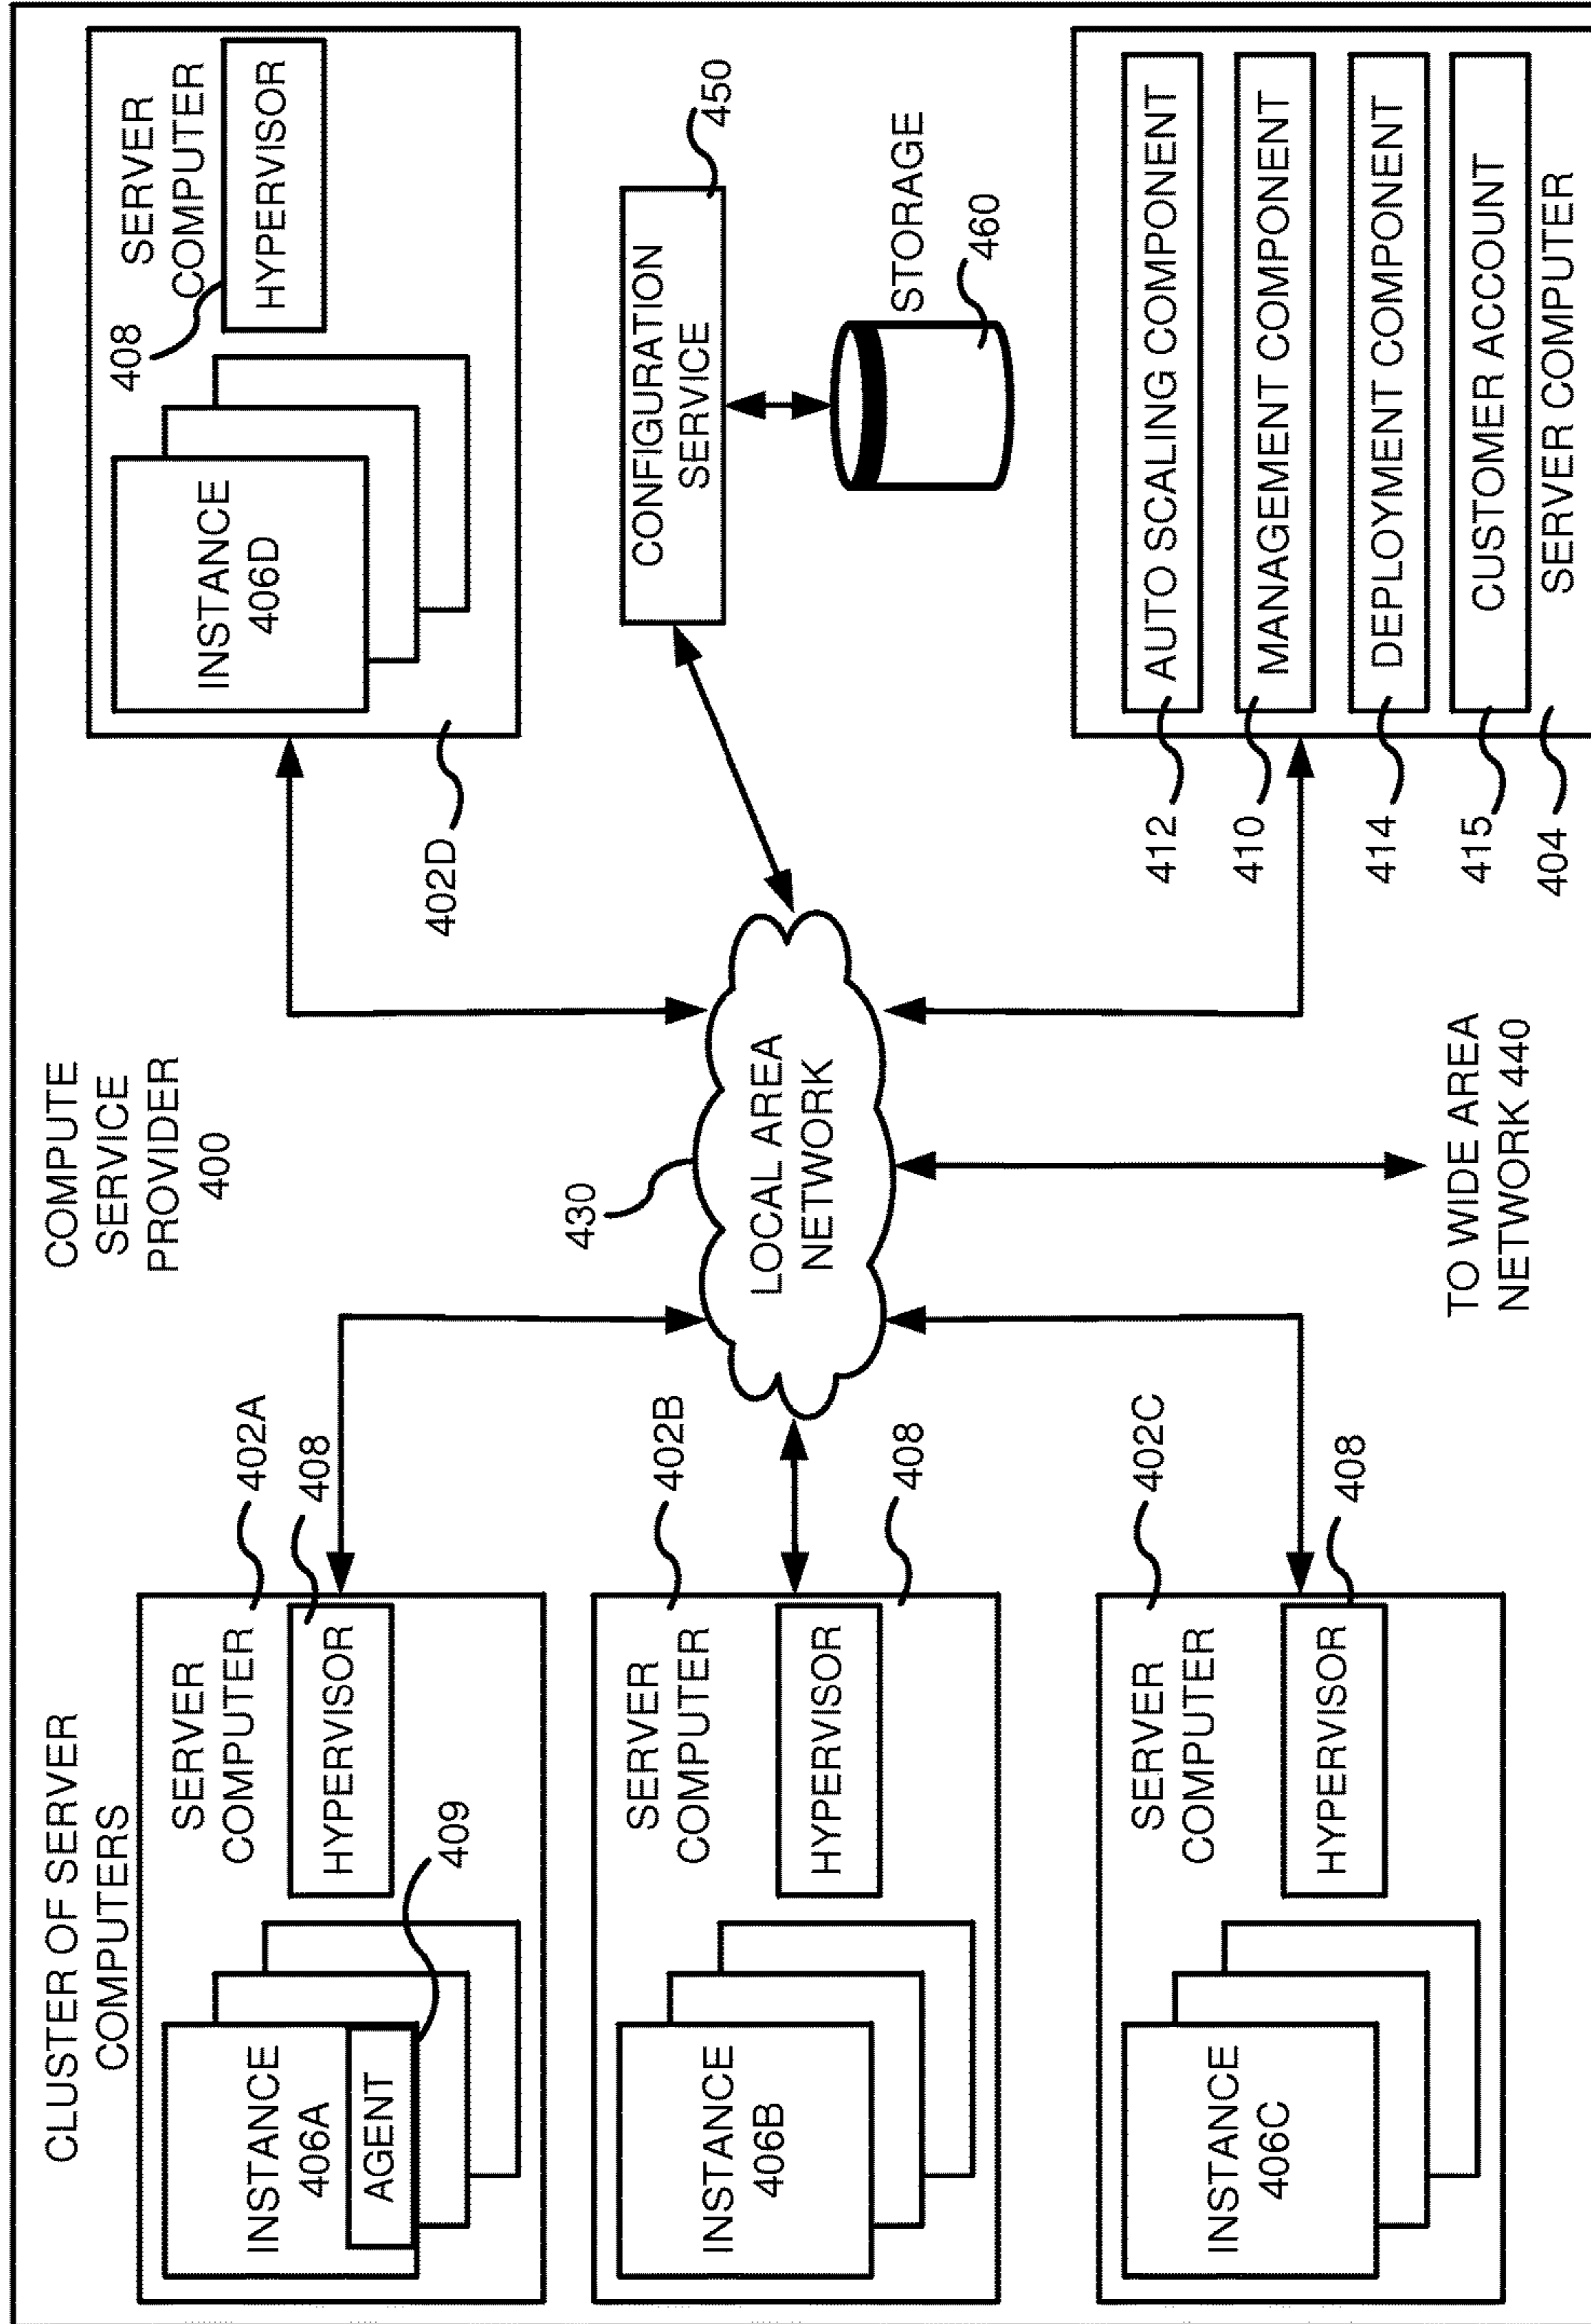 COMPUTE
SERVICE
PROVIDER
400
CLUSTER OF SERVER
COMPUTERS
SERVER
COMPUTER
402A
408
HYPERVISOR
INSTANCE
406A
AGENT
409
SERVER
COMPUTER
402B
HYPERVISOR
408
INSTANCE
406B
SERVER
COMPUTER
402C
HYPERVISOR
408
INSTANCE
406C
430
LOCAL AREA
NETWORK
TO WIDE AREA
NETWORK 440
INSTANCE
406D
408
SERVER
COMPUTER
HYPERVISOR
402D
CONFIGURATION
SERVICE
450
STORAGE
460
412
AUTO SCALING COMPONENT
410
MANAGEMENT COMPONENT
414
DEPLOYMENT COMPONENT
415
CUSTOMER ACCOUNT
404
SERVER COMPUTER